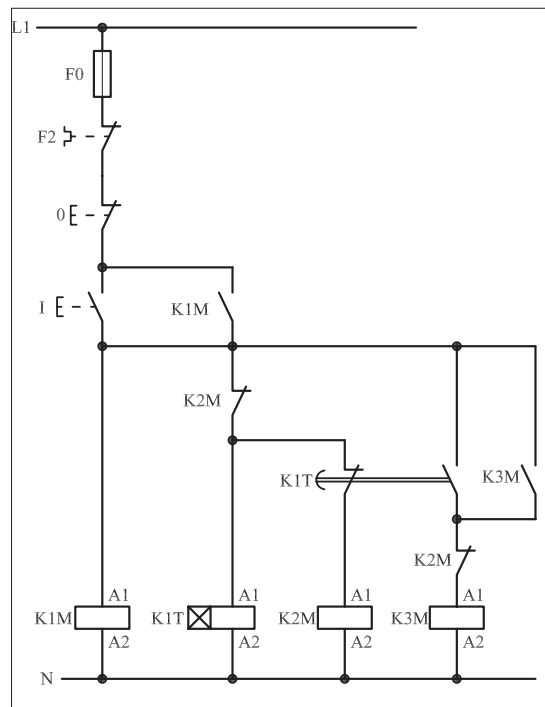 L1
F0
F2
0
I K1M
K2M
K1T K3M
K2M
A1 A1 A1 A1
K1M K1T K2M K3M
A2 A2 A2 A2
N